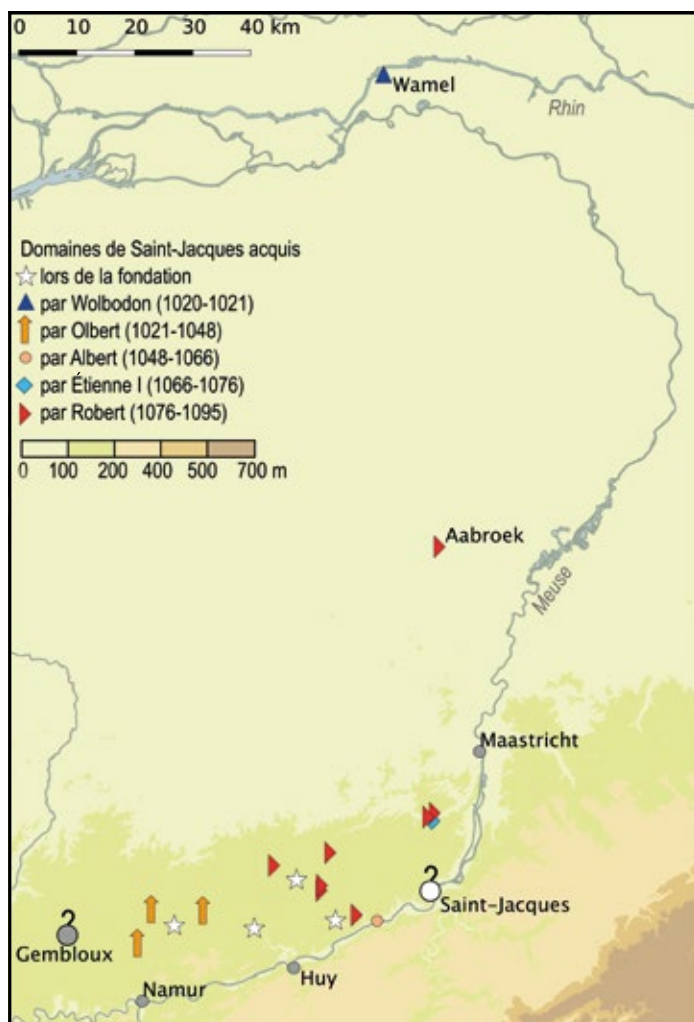 0 10 20 30 40 km
Wamel
Rhin
Domaines de Saint-Jacques acquis
lors de la fondation
par Wolbodon (1020-1021)
par Olbert (1021-1048)
par Albert (1048-1066)
par Étienne I (1066-1076)
par Robert (1076-1095)
0 100 200 400 500 700 m
Aabroek
Meuse
Maastricht
Saint-Jacques
Gembloux
Huy
Namur